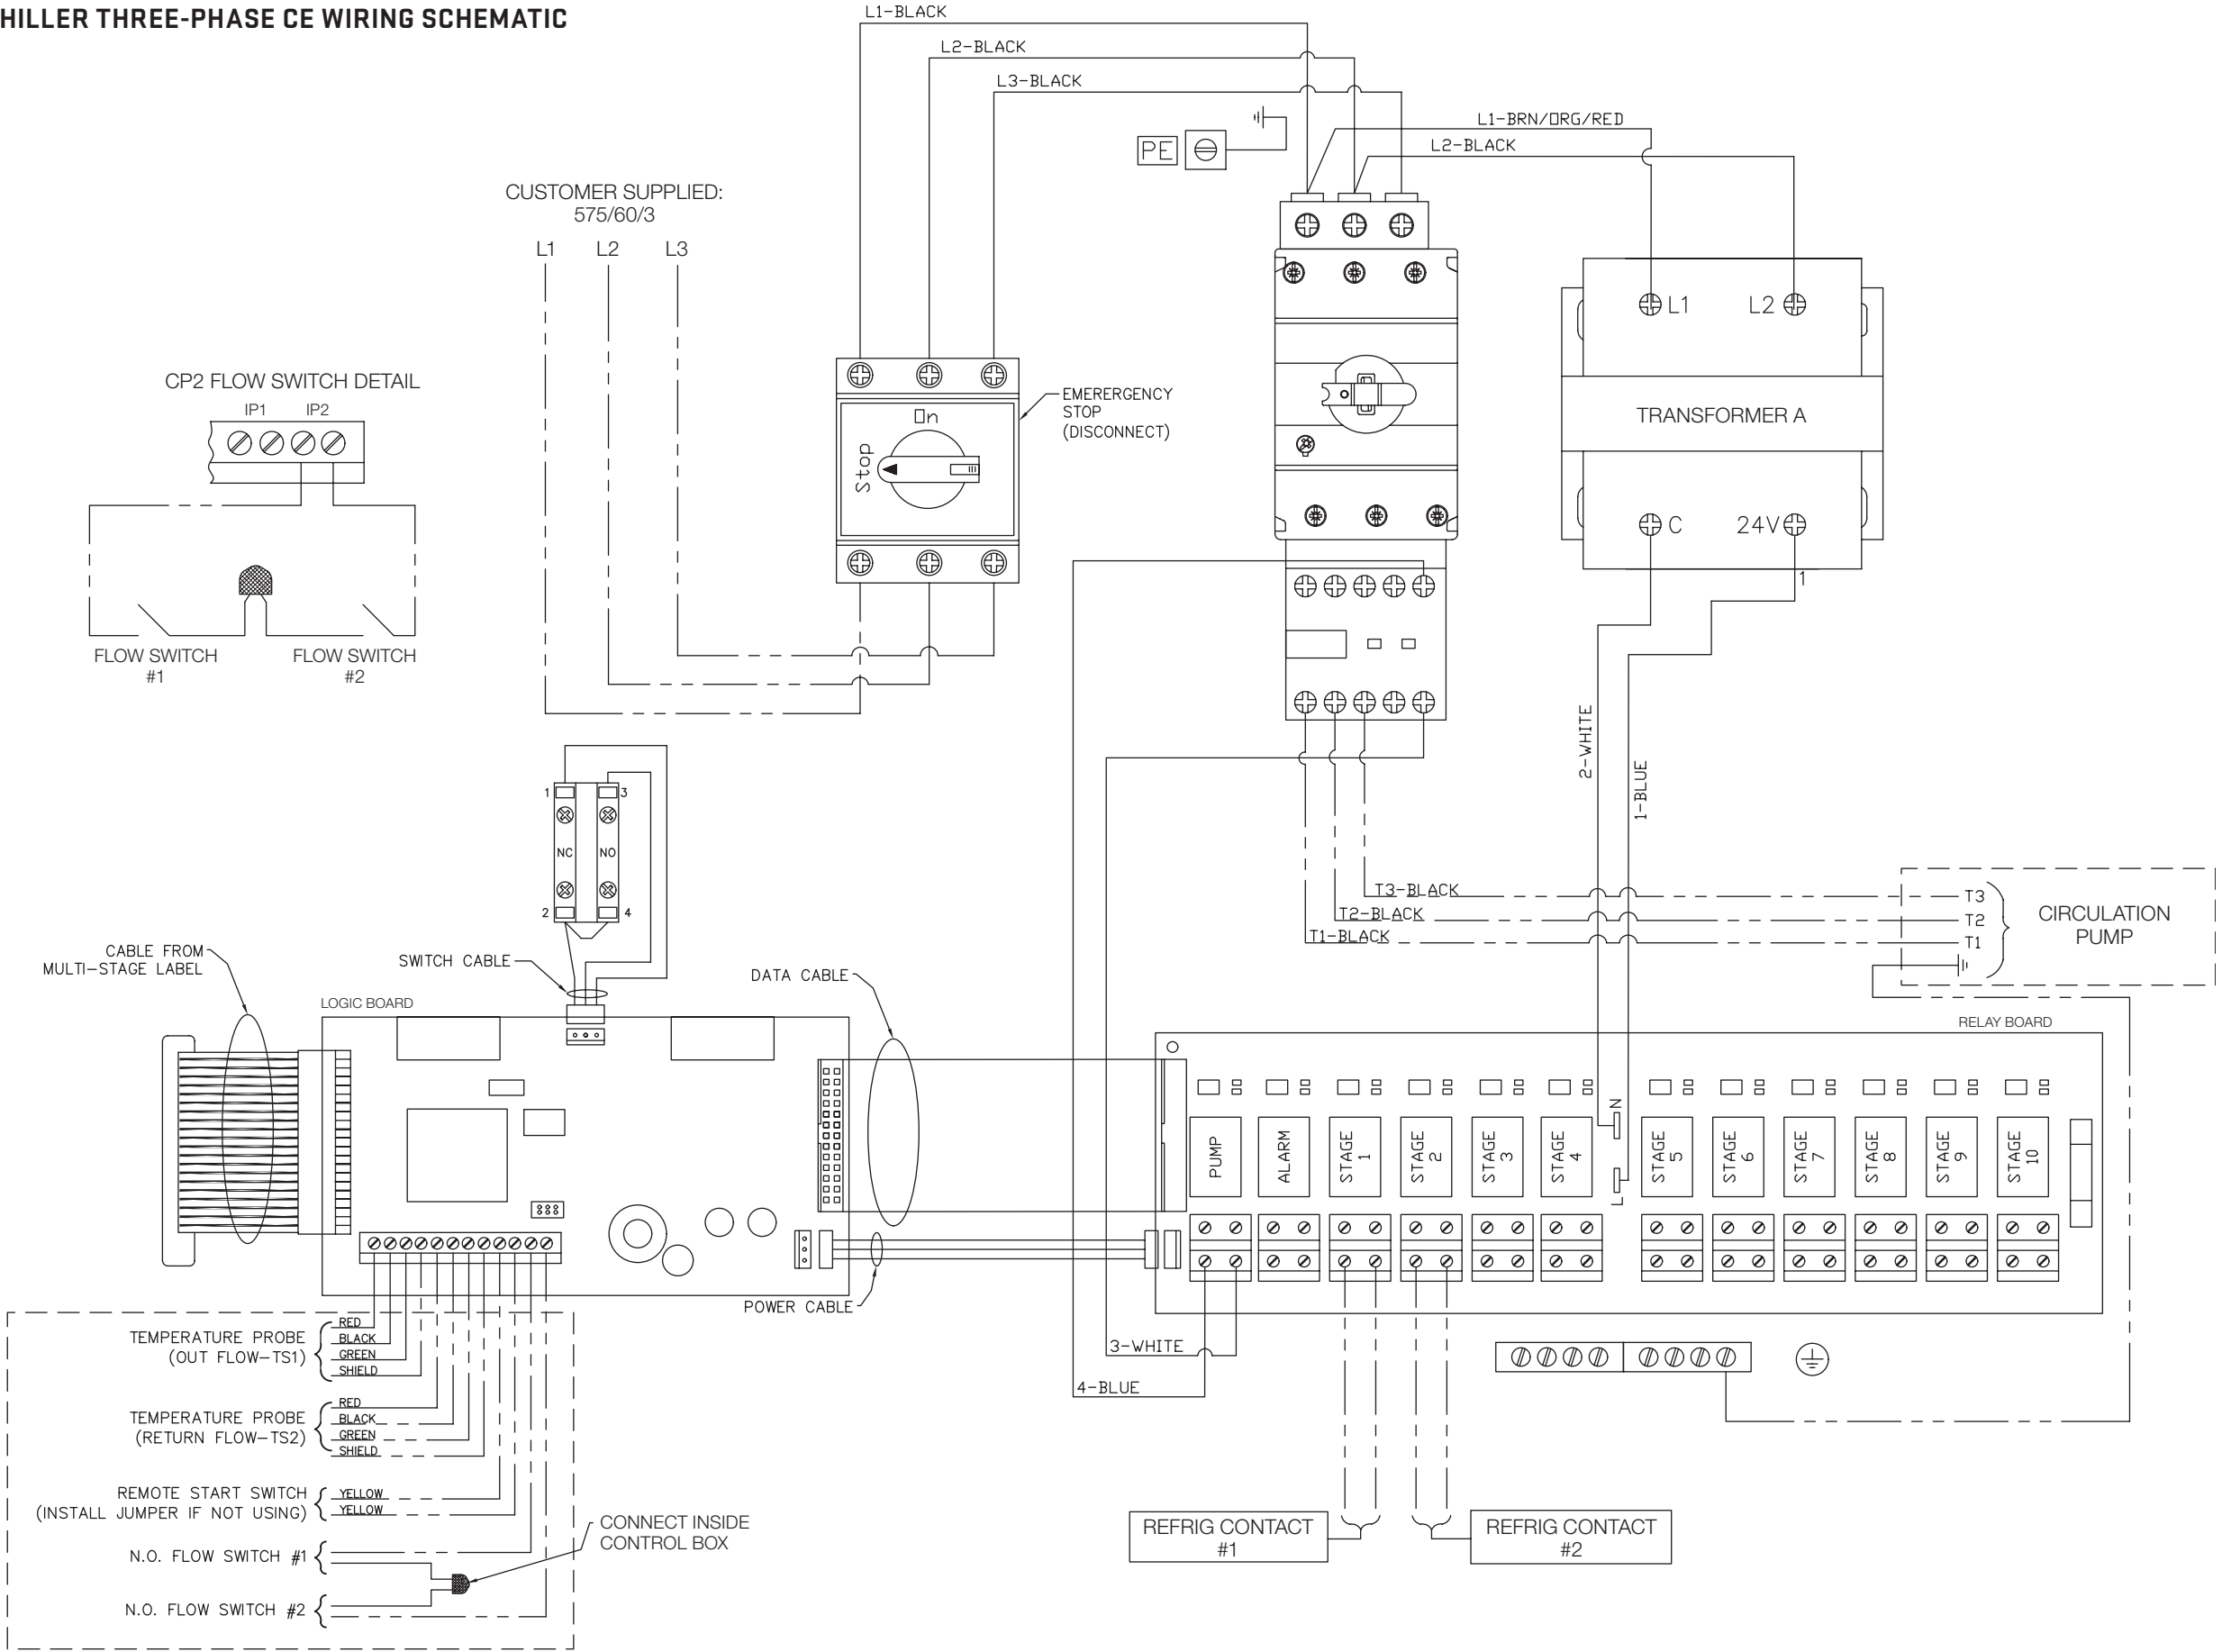 HILLER THREE-PHASE CE WIRING SCHEMATIC
L1-BLACK
L2-BLACK
L3-BLACK
L1-BRN/ORG/RED
L2-BLACK
PE
CUSTOMER SUPPLIED:
575/60/3
L1 L2 L3
CP2 FLOW SWITCH DETAIL
IP1 IP2
FLOW SWITCH
#1
FLOW SWITCH
#2
On
Stop
EMERERGENCY
STOP
(DISCONNECT)
L1 L2
TRANSFORMER A
C 24V
1
2-WHITE
1-BLUE
1 3
NC NO
2 4
T3-BLACK
T2-BLACK
T1-BLACK
T3
T2
T1
CIRCULATION
PUMP
CABLE FROM
MULTI-STAGE LABEL
SWITCH CABLE
DATA CABLE
LOGIC BOARD
RELAY BOARD
N
L
PUMP
ALARM
STAGE
1
STAGE
2
STAGE
3
STAGE
4
STAGE
5
STAGE
6
STAGE
7
STAGE
8
STAGE
9
STAGE
10
POWER CABLE
3-WHITE
4-BLUE
TEMPERATURE PROBE
(OUT FLOW-TS1)
RED
BLACK
GREEN
SHIELD
TEMPERATURE PROBE
(RETURN FLOW-TS2)
RED
BLACK
GREEN
SHIELD
REMOTE START SWITCH
(INSTALL JUMPER IF NOT USING)
YELLOW
YELLOW
N.O. FLOW SWITCH #1
N.O. FLOW SWITCH #2
CONNECT INSIDE
CONTROL BOX
REFRIG CONTACT
#1
REFRIG CONTACT
#2